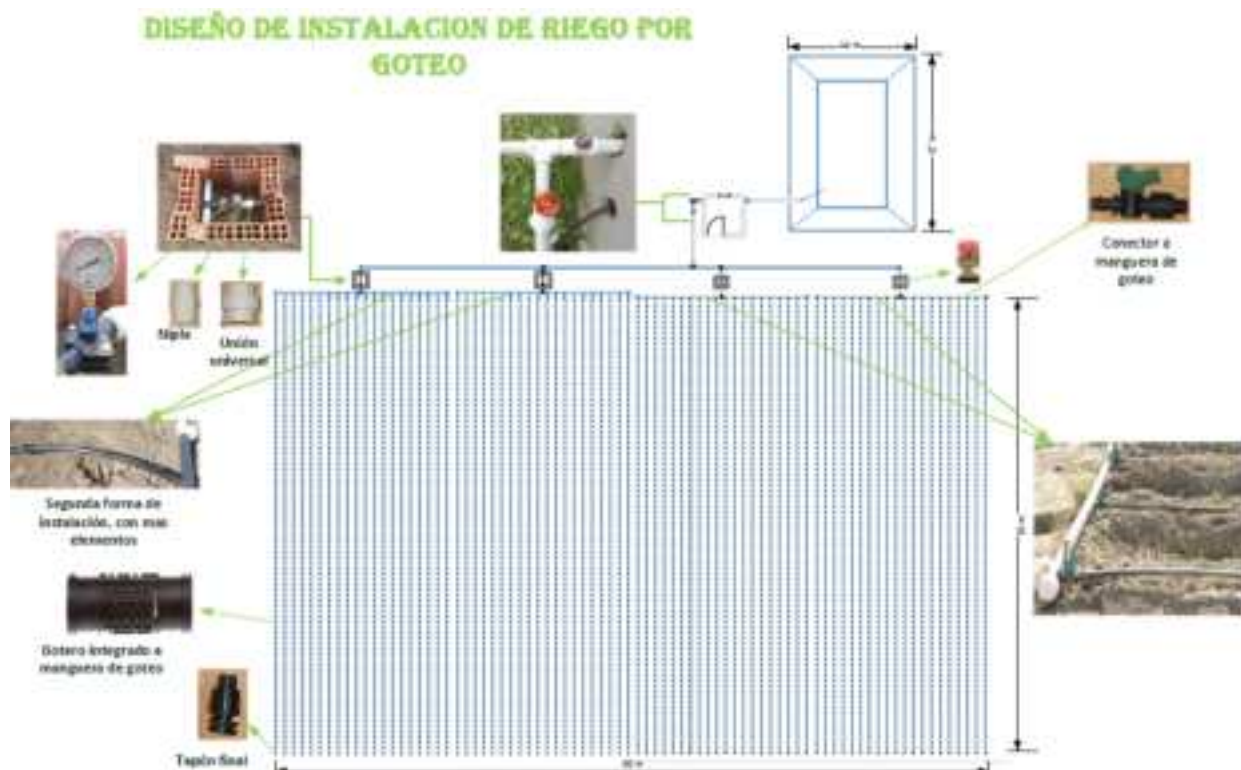 DISEÑO DE INSTALACION DE RIEGO POR
GOTEO
Conector a
manguera de
goteo
Niple
Unión
universal
Segunda forma de
instalación, con mas
elementos
Gotero integrado a
manguera de goteo
Tapón final